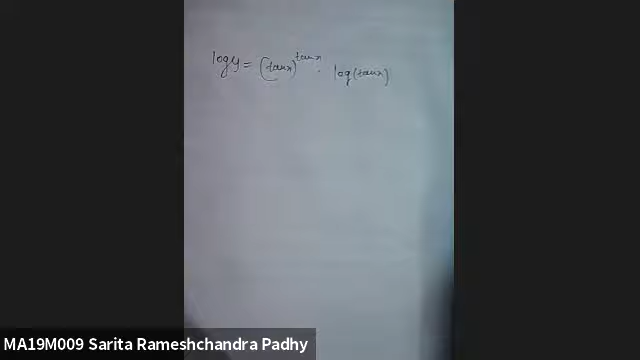 log y = (tan x)^{tan x} . log(tan x)
MA19M009 Sarita Rameshchandra Padhy